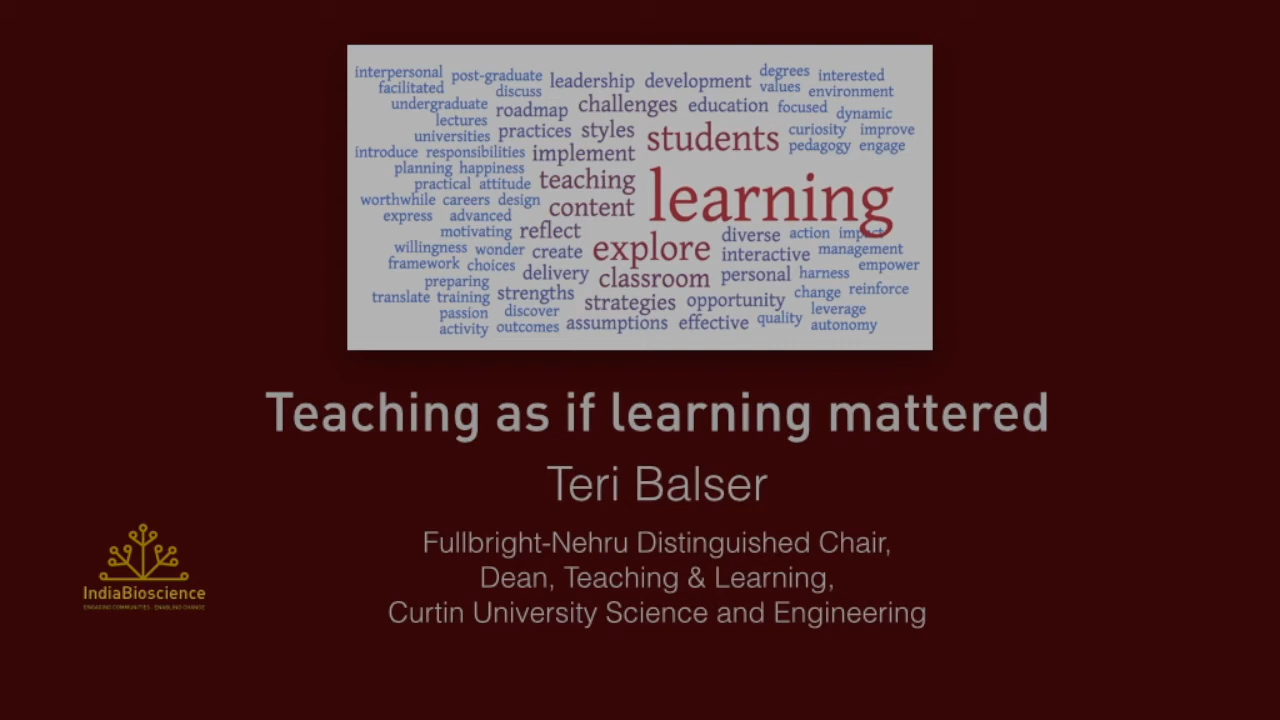 interpersonal post-graduate leadership development degrees interested
facilitated discuss values environment
undergraduate roadmap challenges education focused dynamic
lectures
universities practices styles students curiosity improve
introduce responsibilities implement pedagogy engage
planning happiness
practical attitude teaching learning
worthwhile careers design content
express advanced
motivating reflect diverse action impact
willingness wonder create explore interactive management
framework choices delivery classroom personal harness empower
preparing
translate training strengths strategies opportunity change reinforce
passion discover leverage
activity outcomes assumptions effective quality autonomy
Teaching as if learning mattered
Teri Balser
Fullbright-Nehru Distinguished Chair,
Dean, Teaching & Learning,
Curtin University Science and Engineering
IndiaBioscience
ENGAGING COMMUNITIES · ENABLING CHANGE